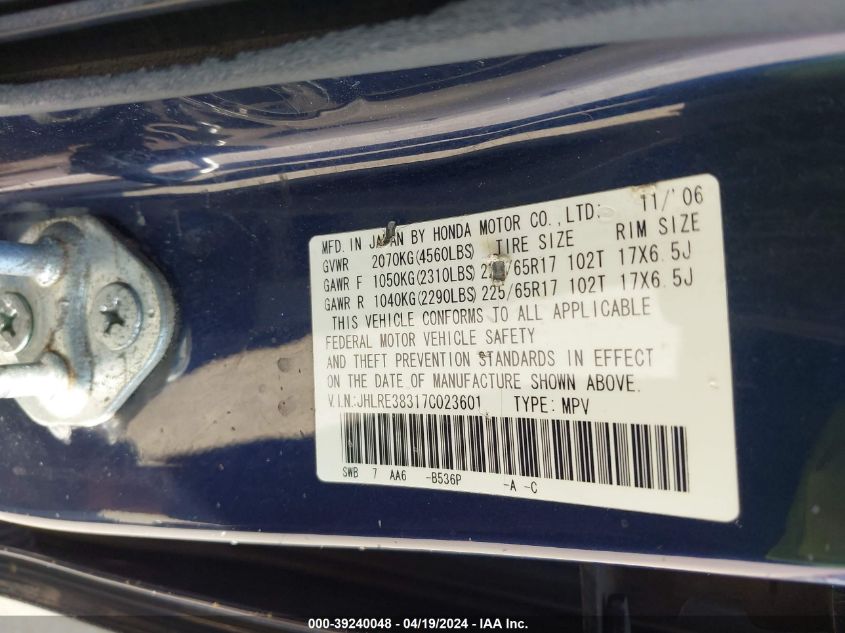 MFD. IN JAPAN BY HONDA MOTOR CO., LTD. 11/'06
GVWR 2070KG(4560LBS) TIRE SIZE RIM SIZE
GAWR F 1050KG(2310LBS) /65R17 102T 17X6.5J
GAWR R 1040KG(2290LBS) 225/65R17 102T 17X6.5J
THIS VEHICLE CONFORMS TO ALL APPLICABLE
FEDERAL MOTOR VEHICLE SAFETY
AND THEFT PREVENTION STANDARDS IN EFFECT
ON THE DATE OF MANUFACTURE SHOWN ABOVE.
V.I.N.:JHLRE38317C023601 TYPE: MPV
SWB 7 AA6 -B536P -A -C
000-39240048 - 04/19/2024 - IAA Inc.